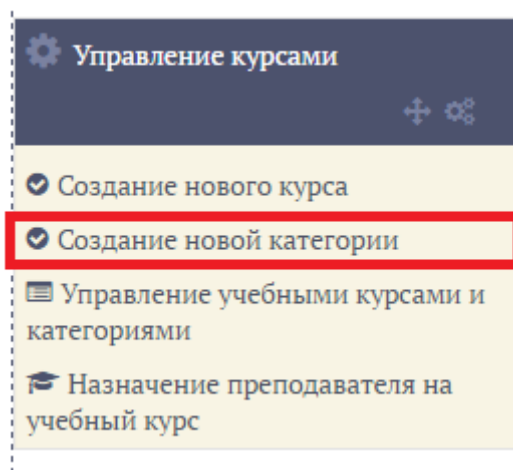 Управление курсами
Создание нового курса
Создание новой категории
Управление учебными курсами и
категориями
Назначение преподавателя на
учебный курс